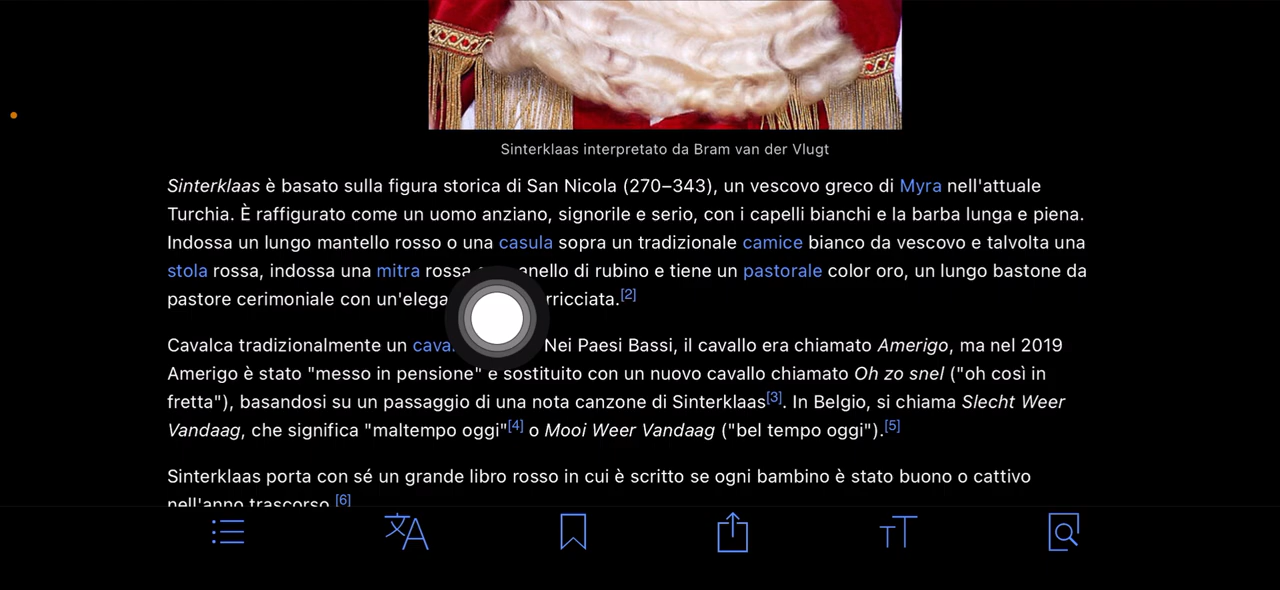 Sinterklaas interpretato da Bram van der Vlugt
Sinterklaas è basato sulla figura storica di San Nicola (270–343), un vescovo greco di Myra nell'attuale
Turchia. È raffigurato come un uomo anziano, signorile e serio, con i capelli bianchi e la barba lunga e piena.
Indossa un lungo mantello rosso o una casula sopra un tradizionale camice bianco da vescovo e talvolta una
stola rossa, indossa una mitra rossa anello di rubino e tiene un pastorale color oro, un lungo bastone da
pastore cerimoniale con
Cavalca tradizionalmente un Nei Paesi Bassi, il cavallo era chiamato Amerigo, ma nel 2019
Amerigo è stato "messo in pensione" e sostituito con un nuovo cavallo chiamato Oh zo snel ("oh così in
fretta"), basandosi su un passaggio di una nota canzone di Sinterklaas[3]. In Belgio, si chiama Slecht Weer
Vandaag, che significa "maltempo oggi"[4] o Mooi Weer Vandaag ("bel tempo oggi").[5]
Sinterklaas porta con sé un grande libro rosso in cui è scritto se ogni bambino è stato buono o cattivo
nell'anno trascorso.[6]